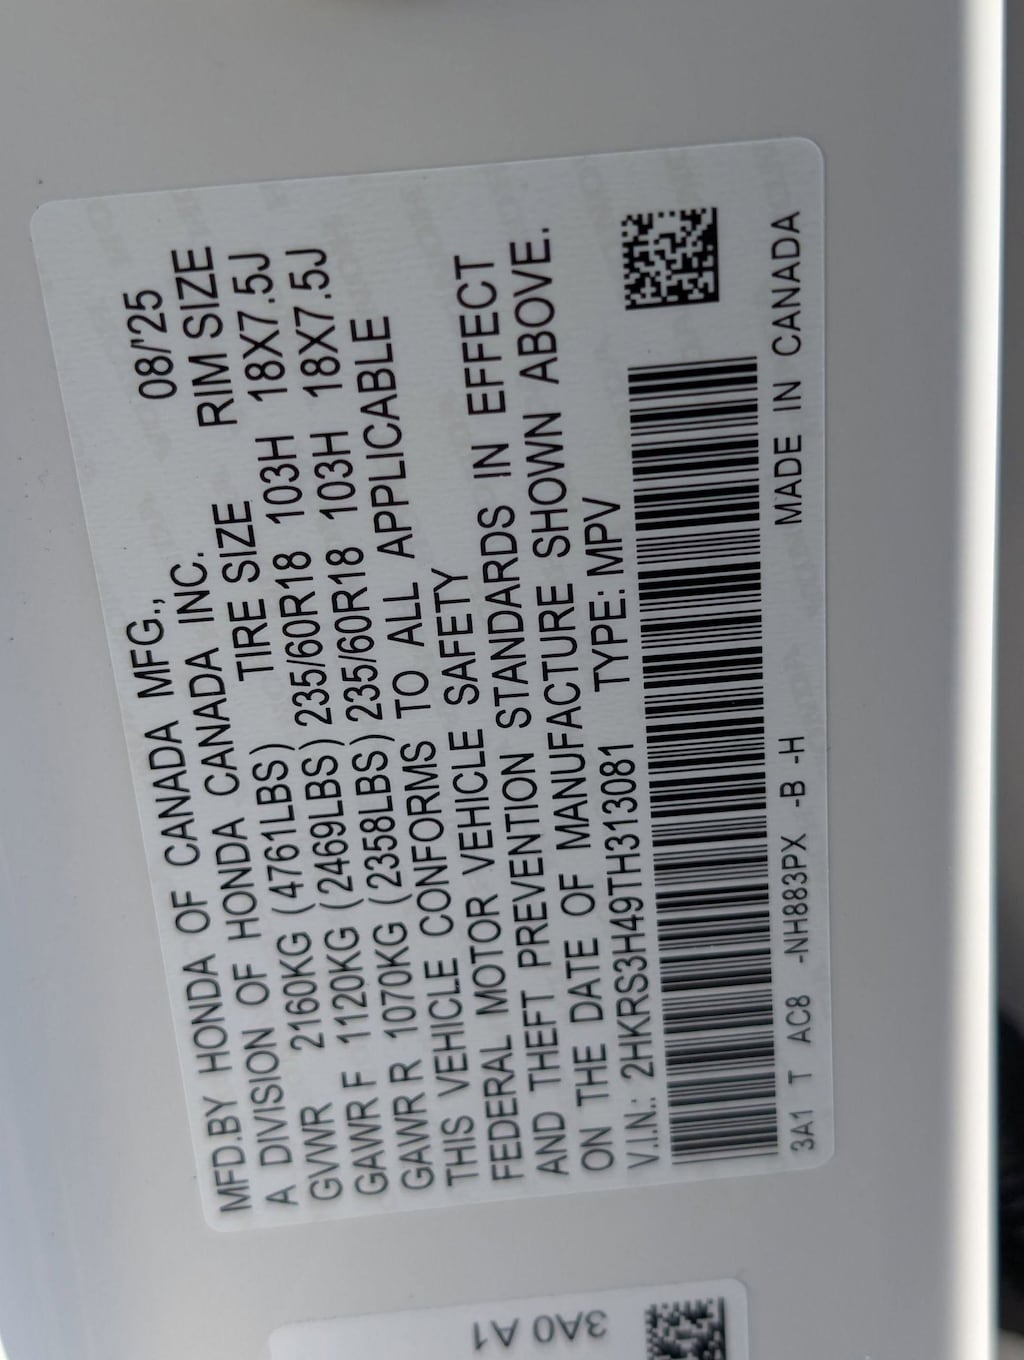 MFD.BY HONDA OF CANADA MFG., 08/'25
A DIVISION OF HONDA CANADA INC.
GVWR 2160KG (4761LBS) TIRE SIZE RIM SIZE
GAWR F 1120KG (2469LBS) 235/60R18 103H 18X7.5J
GAWR R 1070KG (2358LBS) 235/60R18 103H 18X7.5J
THIS VEHICLE CONFORMS TO ALL APPLICABLE
FEDERAL MOTOR VEHICLE SAFETY
AND THEFT PREVENTION STANDARDS IN EFFECT
ON THE DATE OF MANUFACTURE SHOWN ABOVE.
V.I.N.: 2HKRS3H49TH313081 TYPE: MPV
3A1 T AC8 -NH883PX -B -H MADE IN CANADA
3A0 A1